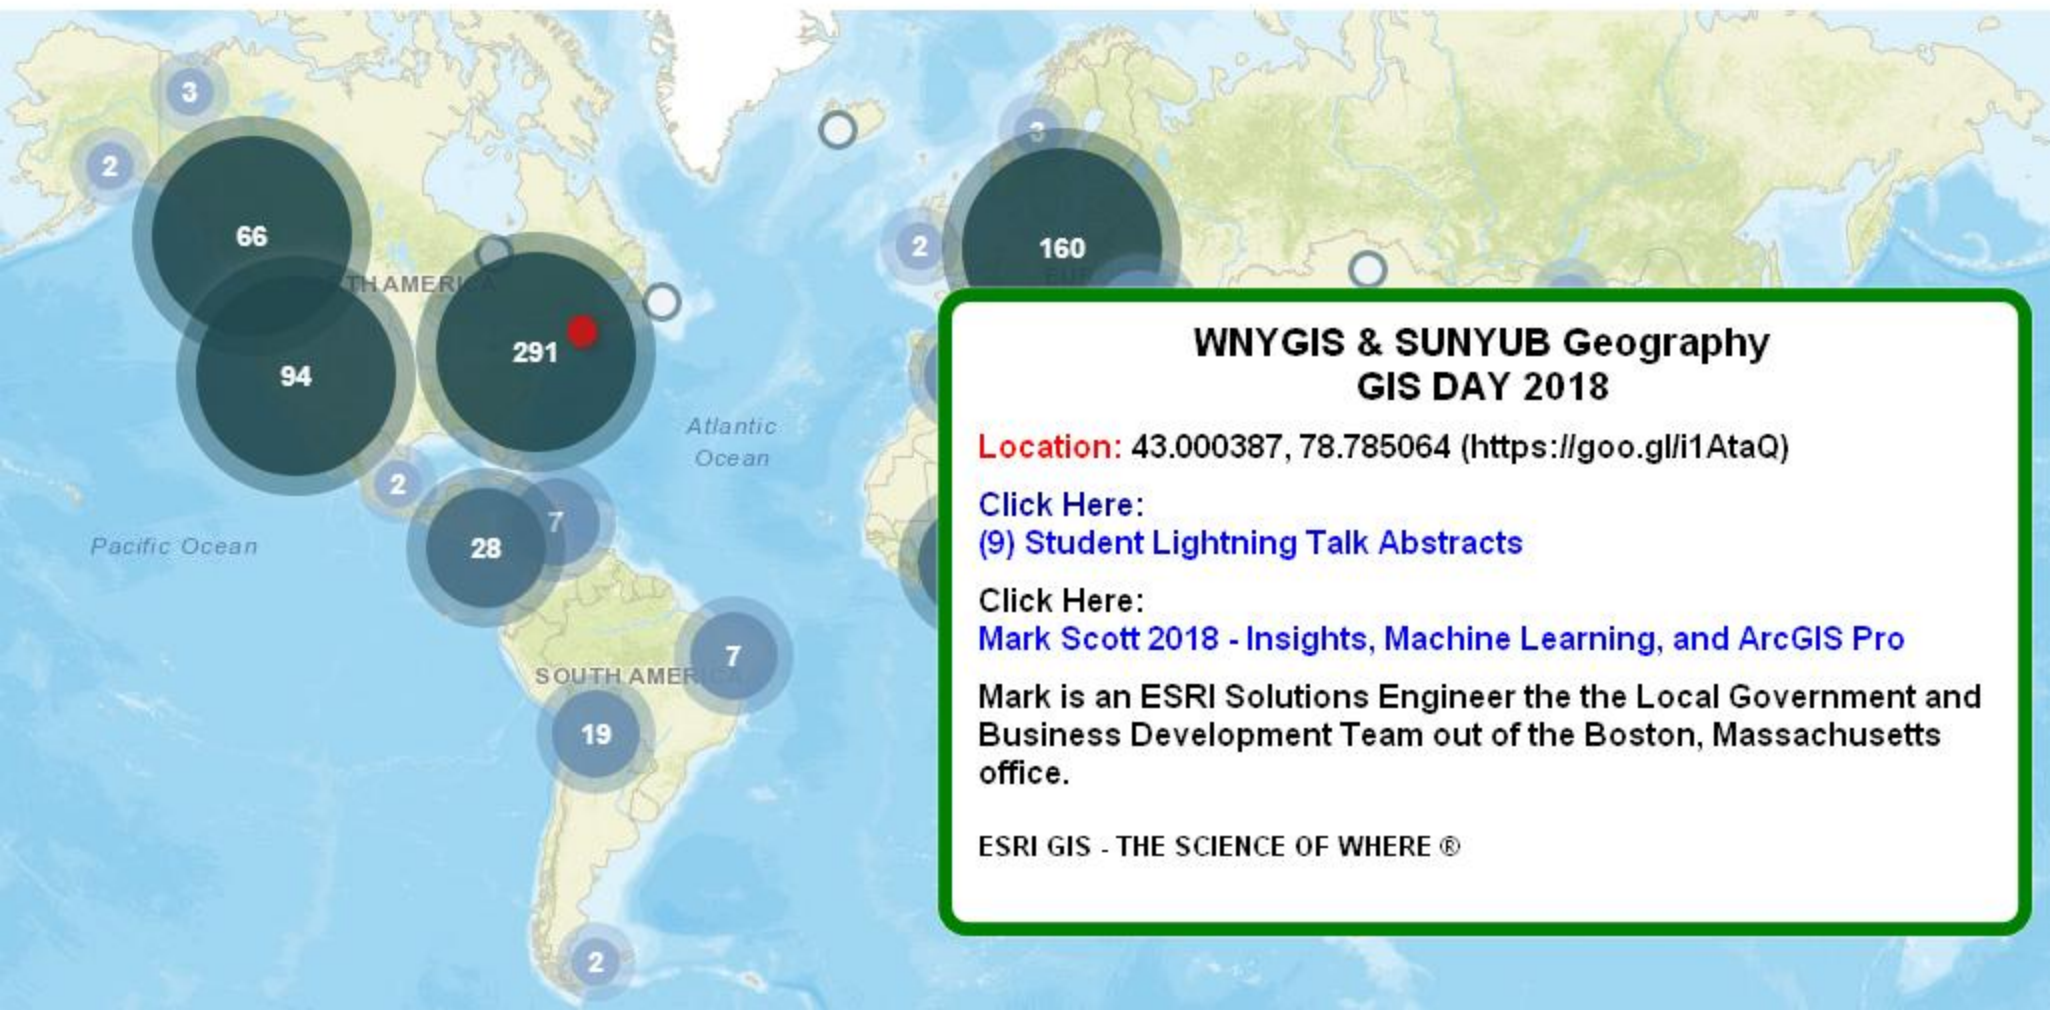 3
2
3
66
2
160
TH AMERICA
291
94
Atlantic
Ocean
2
7
28
Pacific Ocean
7
SOUTH AMERICA
19
2
WNYGIS & SUNYUB Geography
GIS DAY 2018
Location: 43.000387, 78.785064 (https://goo.gl/i1AtaQ)
Click Here:
(9) Student Lightning Talk Abstracts
Click Here:
Mark Scott 2018 - Insights, Machine Learning, and ArcGIS Pro
Mark is an ESRI Solutions Engineer the the Local Government and
Business Development Team out of the Boston, Massachusetts
office.
ESRI GIS - THE SCIENCE OF WHERE ®